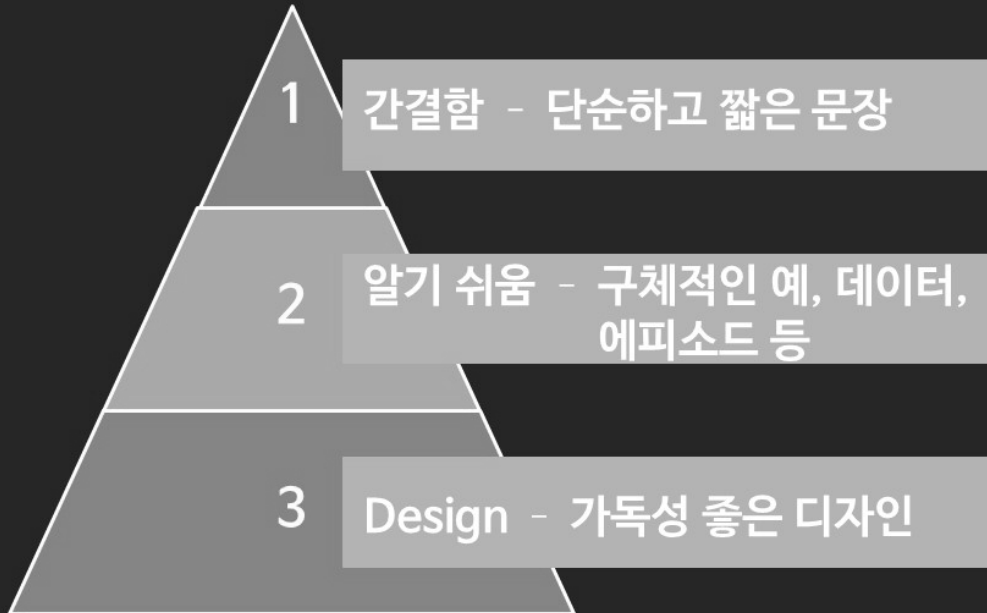 1
간결함 - 단순하고 짧은 문장
2
알기 쉬움 - 구체적인 예, 데이터,
에피소드 등
3
Design - 가독성 좋은 디자인